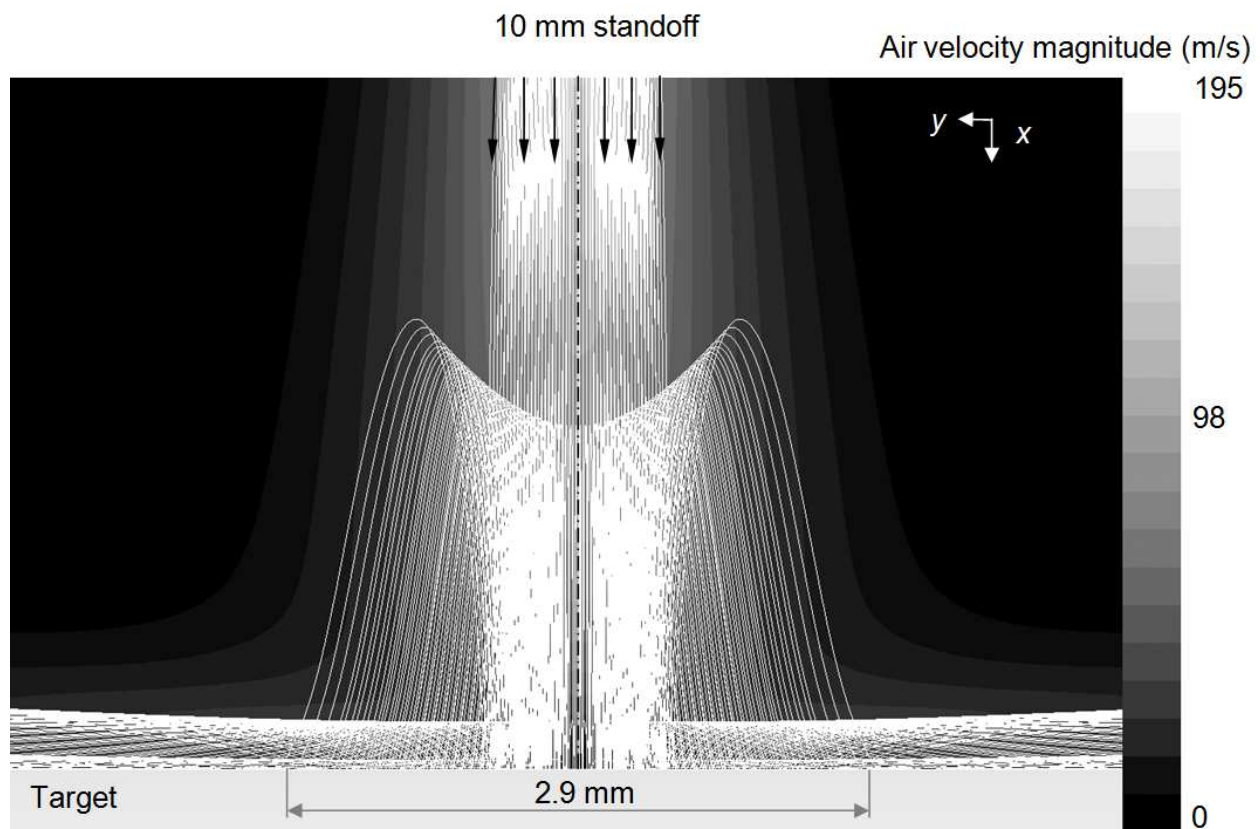 10 mm standoff
Air velocity magnitude (m/s)
195
y
x
98
Target
2.9 mm
0